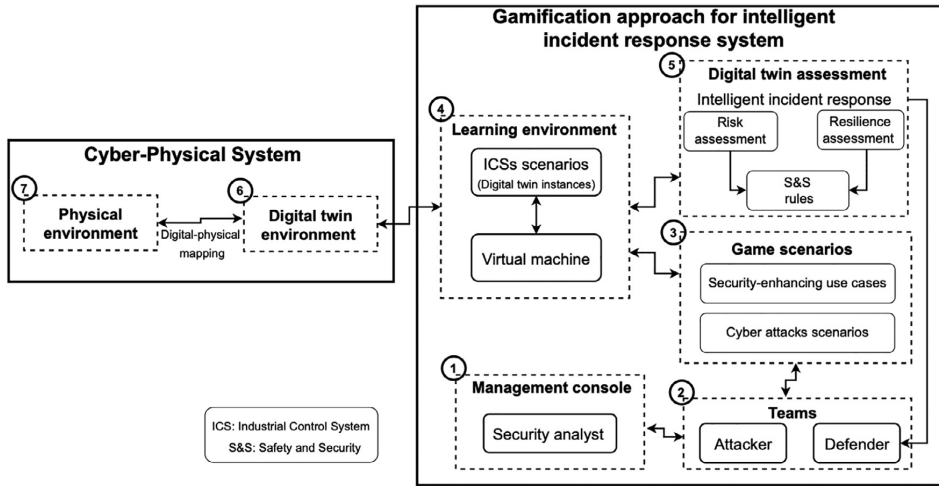 Gamification approach for intelligent
incident response system
Cyber-Physical System
7
Physical
environment
Digital-physical
mapping
6
Digital twin
environment
4
Learning environment
ICSs scenarios
(Digital twin instances)
Virtual machine
5
Digital twin assessment
Intelligent incident response
Risk
assessment
Resilience
assessment
S&S
rules
3
Game scenarios
Security-enhancing use cases
Cyber attacks scenarios
1
Management console
Security analyst
2
Teams
Attacker
Defender
ICS: Industrial Control System
S&S: Safety and Security